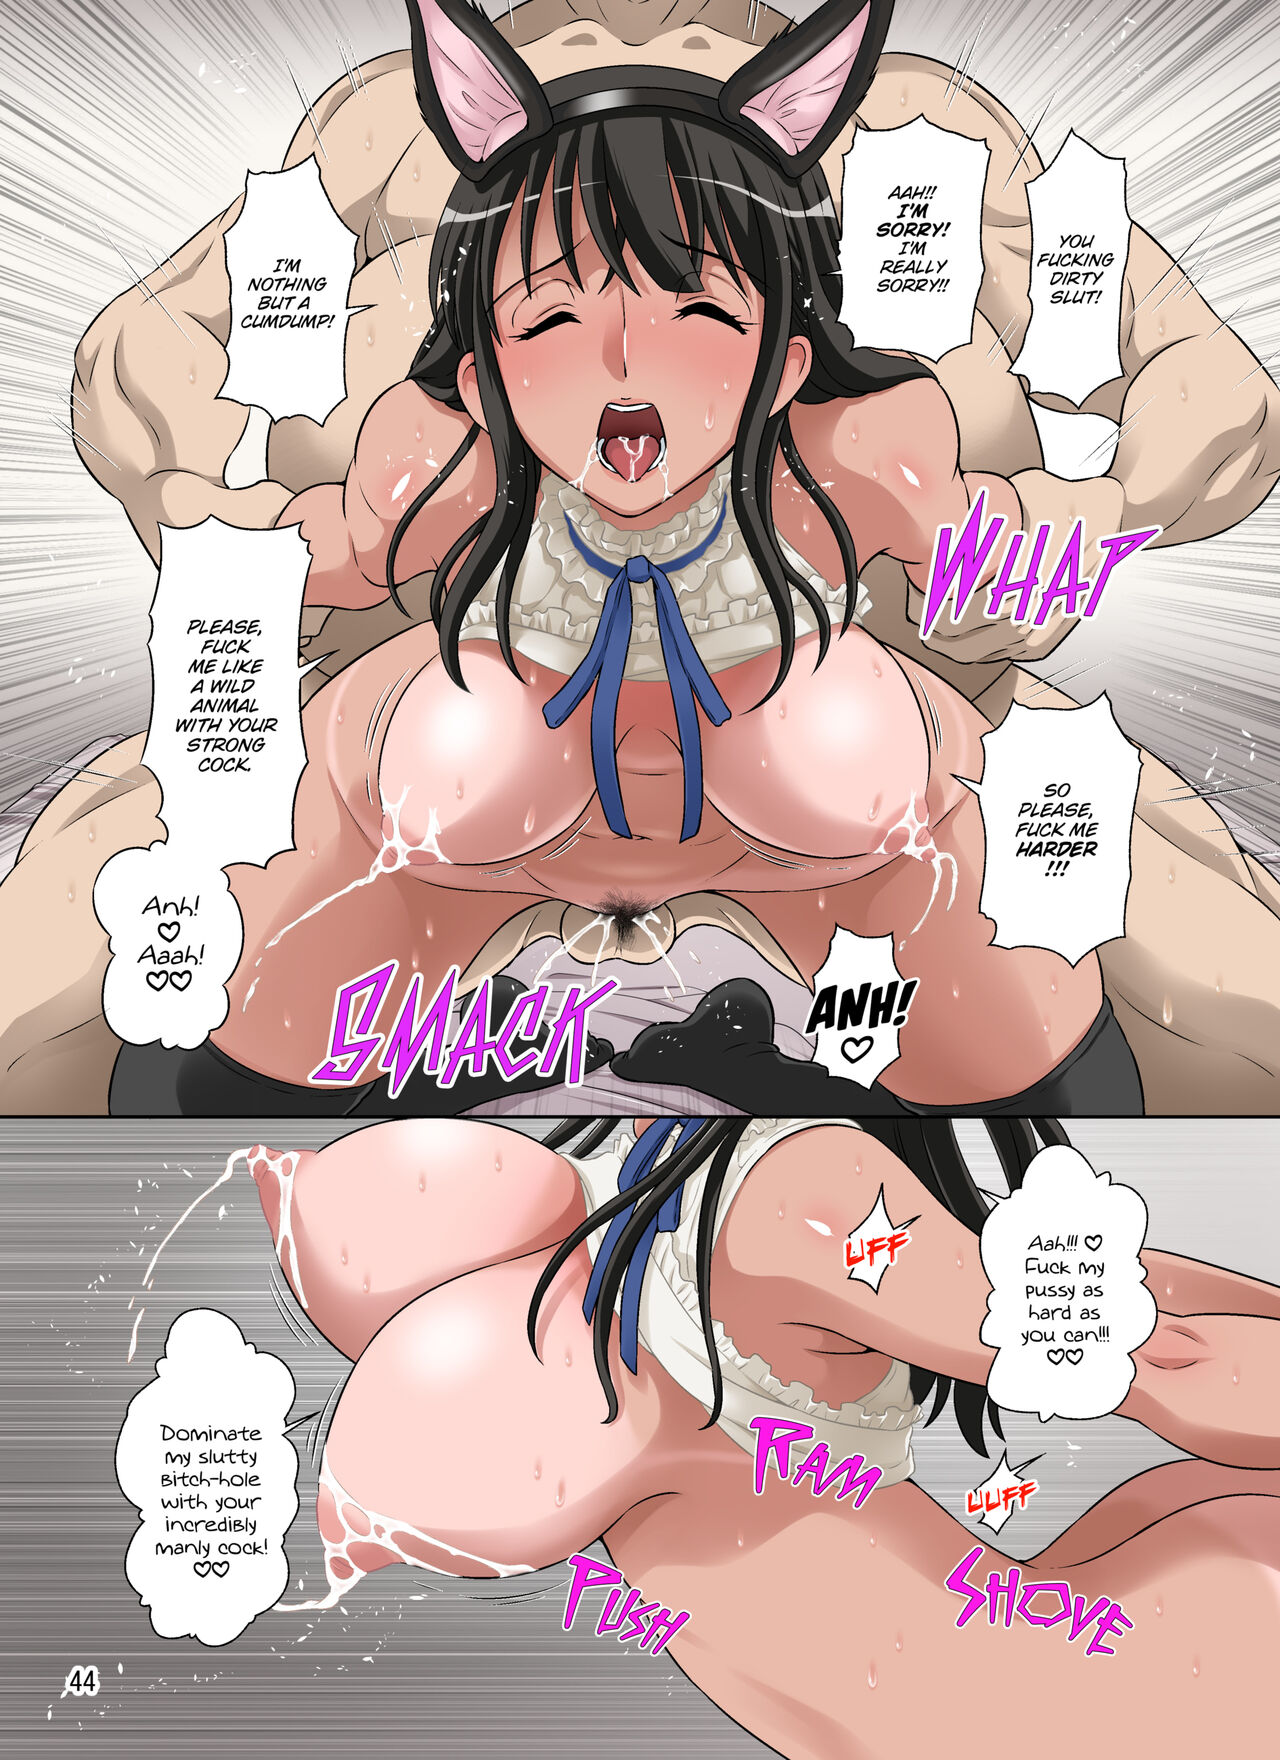 YOU
FUCKING
DIRTY
SLUT!
AAH!!
I'M
SORRY!
I'M
REALLY
SORRY!!
I'M
NOTHING
BUT A
CUMDUMP!
WHAP
PLEASE,
FUCK
ME LIKE
A WILD
ANIMAL
WITH YOUR
STRONG
COCK.
SO
PLEASE,
FUCK ME
HARDER
!!!
Anh!
♡
Aaah!
♡♡
ANH!
♡
SMACK
Aah!!! ♡
Fuck my
pussy as
hard as
you can!!!
♡♡
UFF
RAM
UUFF
Dominate
my slutty
Bitch-hole
with your
incredibly
manly cock!
♡♡
PUSH
SHOVE
44